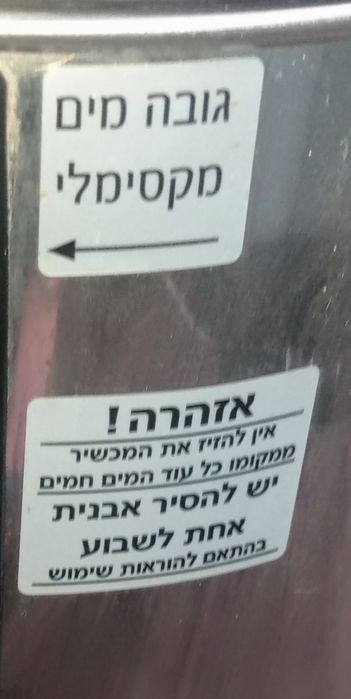 גובה מים
מקסימלי
אזהרה!
אין להזיז את המכשיר
ממקומו כל עוד המים חמים
יש להסיר אבנית
אחת לשבוע
בהתאם להוראות שימוש